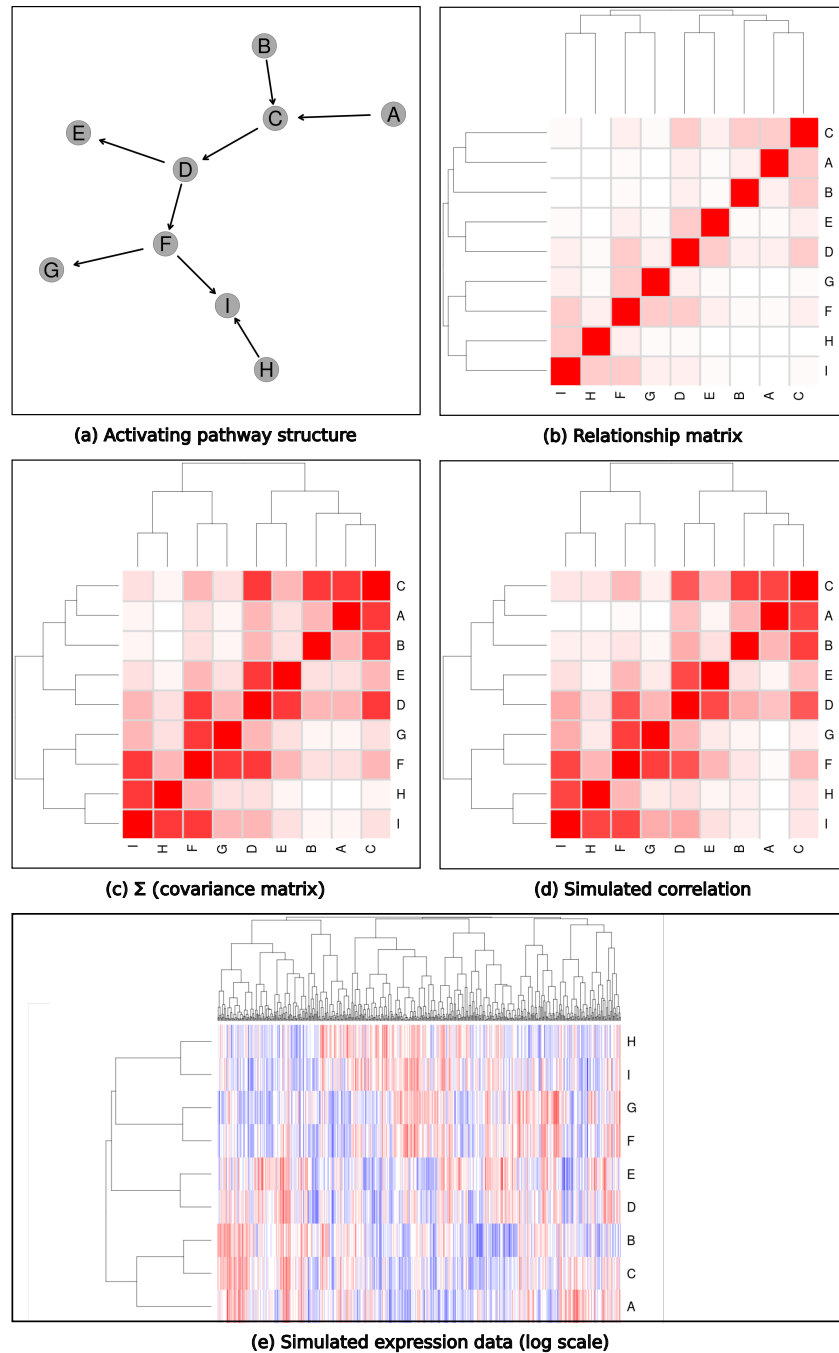 B
C
A
E
D
F
G
I
H
(a) Activating pathway structure
C
A
B
E
D
G
F
H
I
I H F G D E B A C
(b) Relationship matrix
C
A
B
E
D
G
F
H
I
I H F G D E B A C
(c) Σ (covariance matrix)
C
A
B
E
D
G
F
H
I
I H F G D E B A C
(d) Simulated correlation
H
I
G
F
E
D
B
C
A
(e) Simulated expression data (log scale)